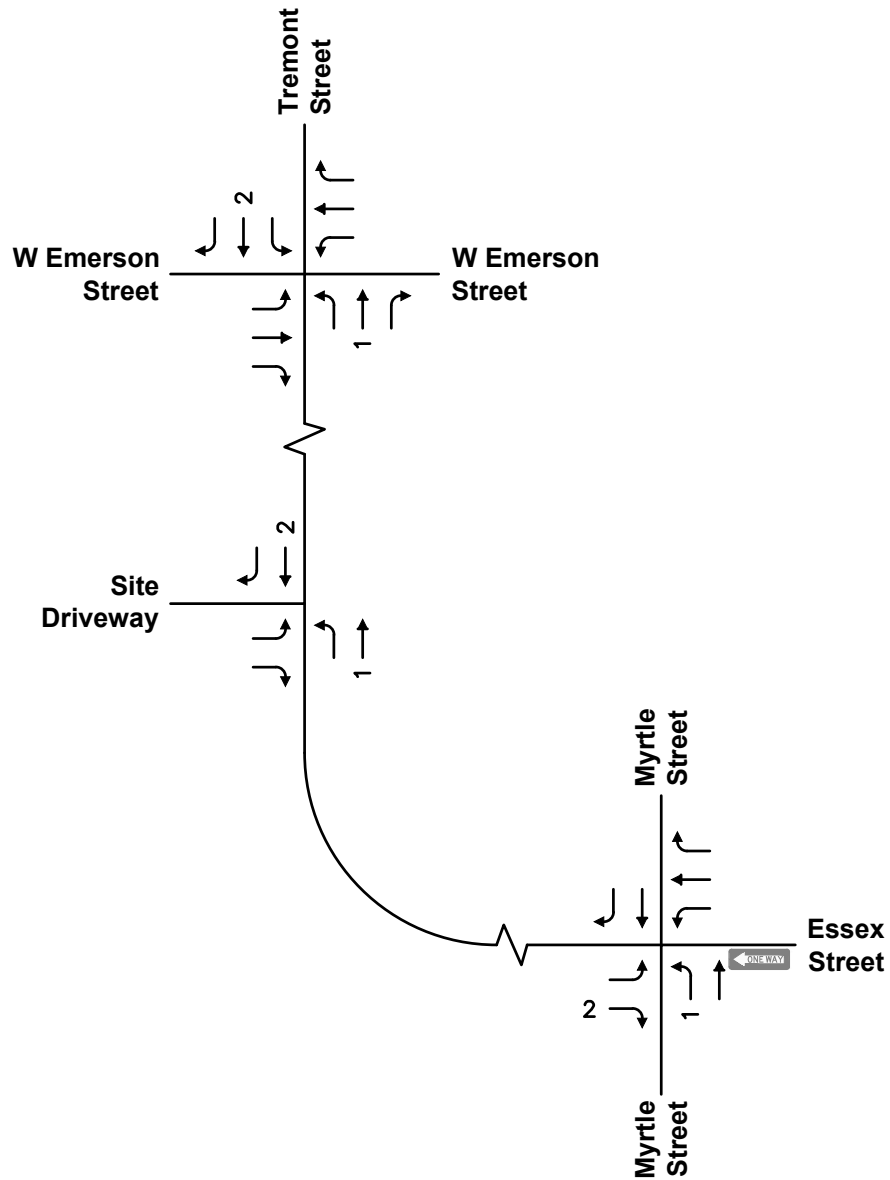 Tremont
Street
2
W Emerson
Street
W Emerson
Street
1
2
Site
Driveway
1
Myrtle
Street
Essex
Street
ONE WAY
2
1
Myrtle
Street